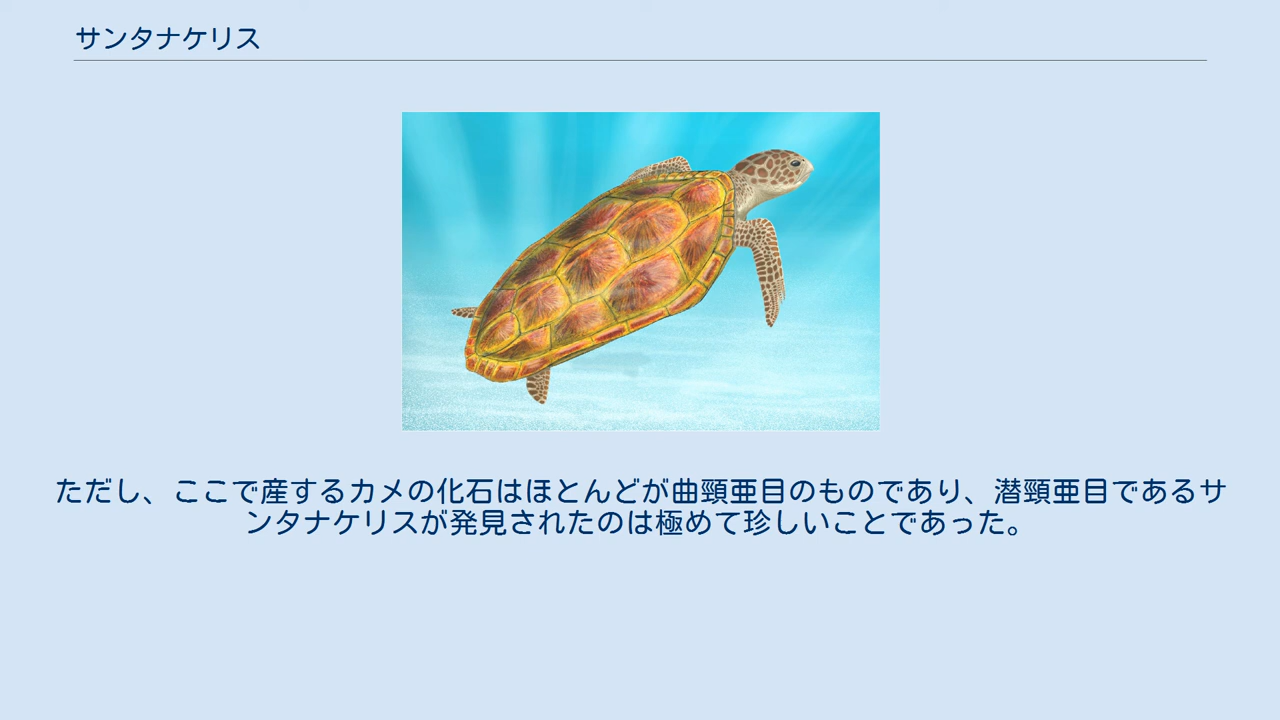 サンタナケリス
ただし、ここで産するカメの化石はほとんどが曲頸亜目のものであり、潜頸亜目であるサ
ンタナケリスが発見されたのは極めて珍しいことであった。